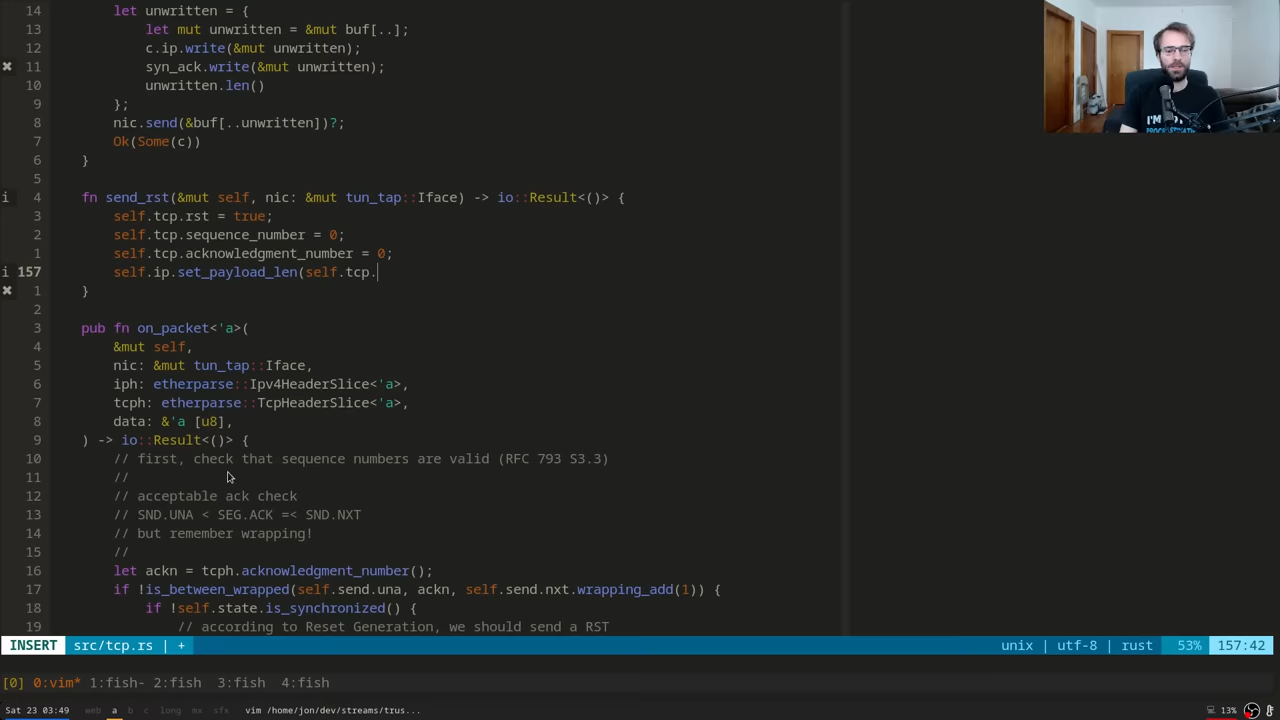 14 let unwritten = {
13 let mut unwritten = &mut buf[..];
12 c.ip.write(&mut unwritten);
✖ 11 syn_ack.write(&mut unwritten);
10 unwritten.len()
9 };
8 nic.send(&buf[..unwritten])?;
7 Ok(Some(c))
6 }
5
i 4 fn send_rst(&mut self, nic: &mut tun_tap::Iface) -> io::Result<()> {
3 self.tcp.rst = true;
2 self.tcp.sequence_number = 0;
1 self.tcp.acknowledgment_number = 0;
i 157 self.ip.set_payload_len(self.tcp.
✖ 1 }
2
3 pub fn on_packet<'a>(
4 &mut self,
5 nic: &mut tun_tap::Iface,
6 iph: etherparse::Ipv4HeaderSlice<'a>,
7 tcph: etherparse::TcpHeaderSlice<'a>,
8 data: &'a [u8],
9 ) -> io::Result<()> {
10 // first, check that sequence numbers are valid (RFC 793 S3.3)
11 //
12 // acceptable ack check
13 // SND.UNA < SEG.ACK =< SND.NXT
14 // but remember wrapping!
15 //
16 let ackn = tcph.acknowledgment_number();
17 if !is_between_wrapped(self.send.una, ackn, self.send.nxt.wrapping_add(1)) {
18 if !self.state.is_synchronized() {
19 // according to Reset Generation, we should send a RST
INSERT src/tcp.rs | + unix | utf-8 | rust 53% 157:42
[0] 0:vim* 1:fish- 2:fish 3:fish 4:fish
Sat 23 03:49 web a b c long mx sfx vim /home/jon/dev/streams/trus... 13%
I'M